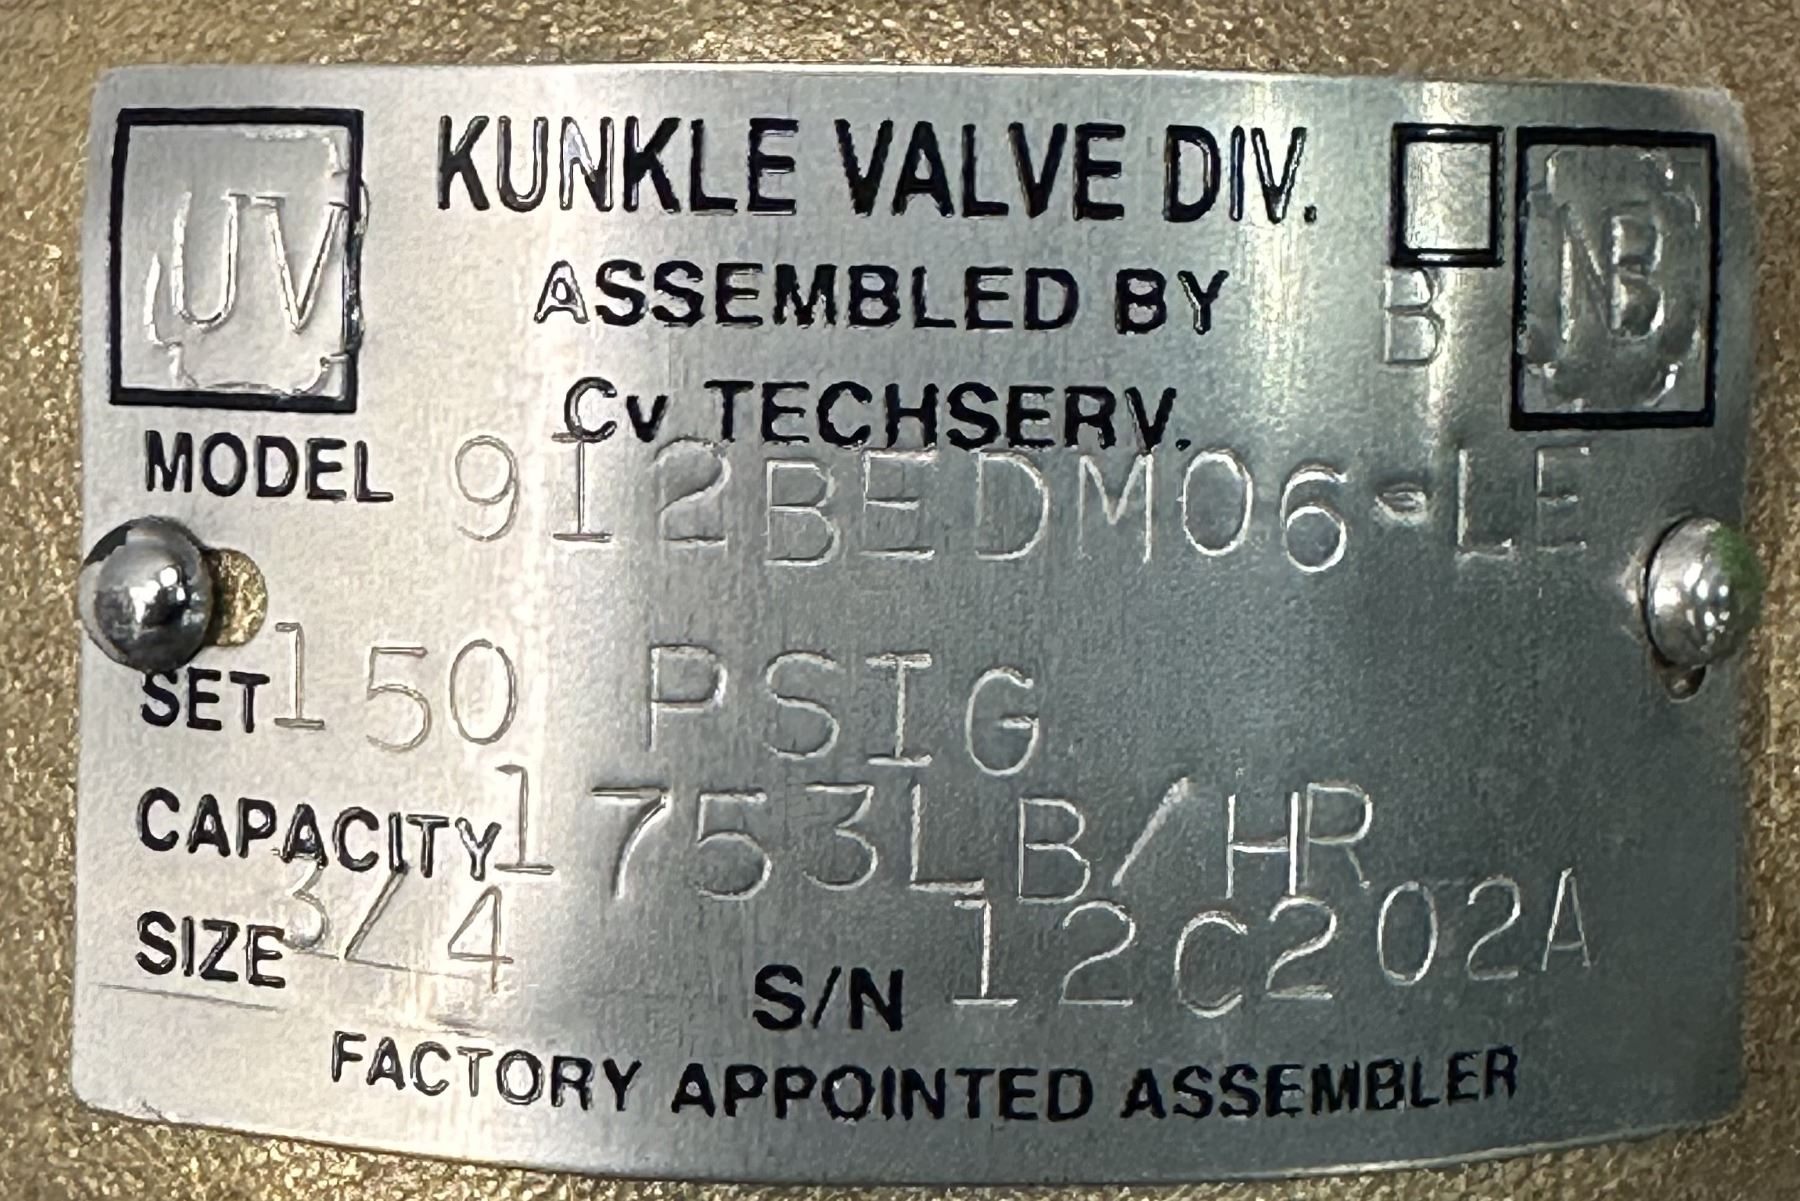 UV KUNKLE VALVE DIV. NB
ASSEMBLED BY B
Cv TECHSERV.
MODEL 912BEDM06-LE
SET 150 PSIG
CAPACITY 1753LB/HR
SIZE 3/4 S/N 12C202A
FACTORY APPOINTED ASSEMBLER